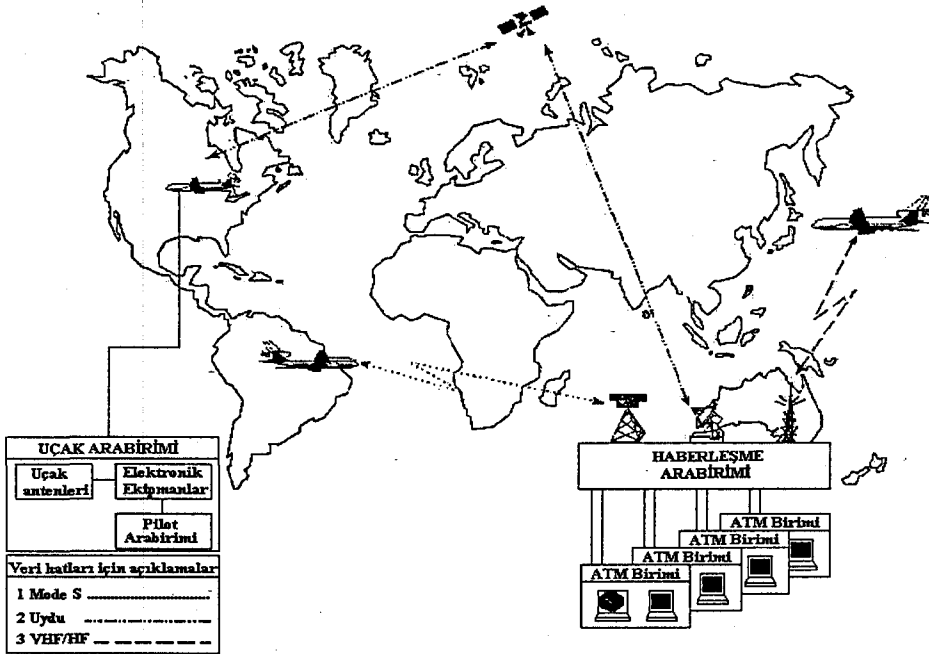 UÇAK ARABİRİMİ
Uçak
antenleri
Elektronik
Ekipmanlar
Pilot
Arabirimi
Veri hatları için açıklamalar
1 Mode S
2 Uydu
3 VHF/HF
HABERLEŞME
ARABİRİMİ
ATM Birimi
ATM Birimi
ATM Birimi
ATM Birimi